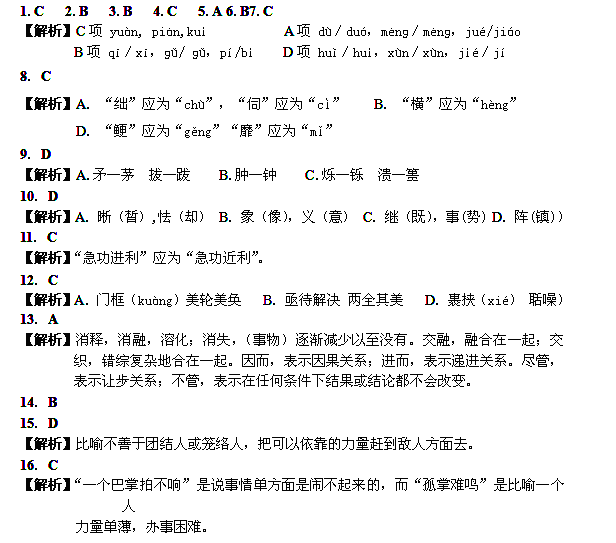 1. C 2. B 3. B 4. C 5. A 6. B7. C
【解析】C项 yuàn, pián,kuì A项 dù/duó, mēng/měng, jué/jiáo
B项 qí/xī, gǔ/gǔ, pí/bì D项 huǐ/huì, xūn/xùn, jié/jí
8. C
【解析】A. “绌”应为“chù”,“伺”应为“cì” B. “横”应为“hèng”
D. “鲠”应为“gěng”“靡”应为“mǐ”
9. D
【解析】A.矛—茅 拔—跋 B.肿—钟 C.烁—铄 溃—篑
10. D
【解析】A. 晰(皙),怯(却) B. 象(像),义(意) C. 继(既),事(势) D. 阵(镇))
11. C
【解析】“急功进利”应为“急功近利”。
12. C
【解析】A. 门框(kuàng)美轮美奂 B. 亟待解决 两全其美 D. 裹挟(xié) 聒噪)
13. A
【解析】消释,消融,溶化;消失,(事物)逐渐减少以至没有。交融,融合在一起;交
织,错综复杂地合在一起。因而,表示因果关系;进而,表示递进关系。尽管,
表示让步关系;不管,表示在任何条件下结果或结论都不会改变。
14. B
15. D
【解析】比喻不善于团结人或笼络人,把可以依靠的力量赶到敌人方面去。
16. C
【解析】“一个巴掌拍不响”是说事情单方面是闹不起来的,而“孤掌难鸣”是比喻一个
人
力量单薄,办事困难。